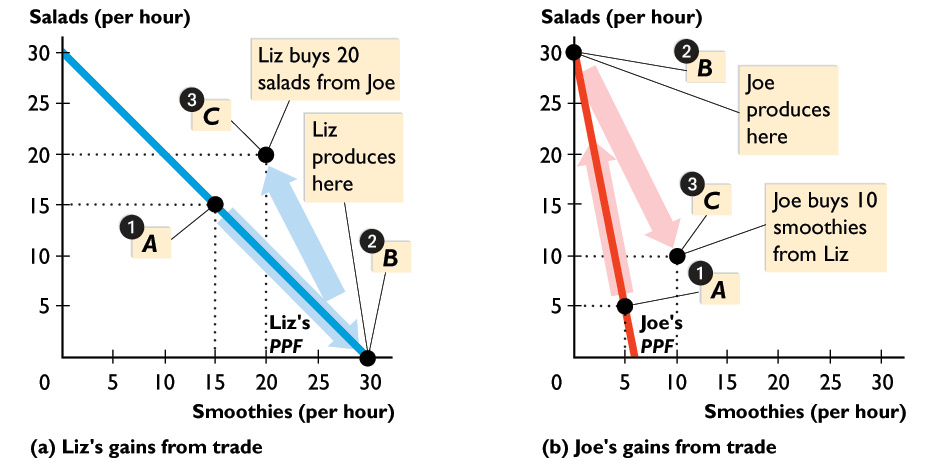 Salads (per hour)
30
25
20
15
10
5
0
5
10
15
20
25
30
Smoothies (per hour)
Liz buys 20
salads from Joe
3
C
Liz
produces
here
1
A
2
B
Liz's
PPF
(a) Liz's gains from trade
Salads (per hour)
30
25
20
15
10
5
0
5
10
15
20
25
30
Smoothies (per hour)
2
B
Joe
produces
here
3
C
Joe buys 10
smoothies
from Liz
1
A
Joe's
PPF
(b) Joe's gains from trade